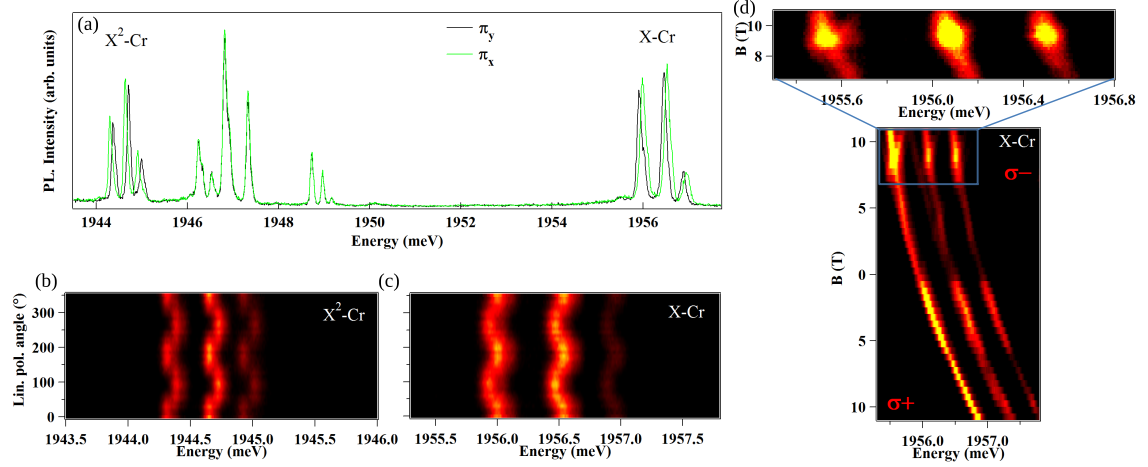 (a)
X²-Cr
πy
πx
X-Cr
PL. Intensity (arb. units)
1944 1946 1948 1950 1952 1954 1956
Energy (meV)
(b)
X²-Cr
Lin. pol. angle (°)
300
200
100
0
1943.5 1944.0 1944.5 1945.0 1945.5 1946.0
Energy (meV)
(c)
X-Cr
1955.5 1956.0 1956.5 1957.0 1957.5
Energy (meV)
(d)
B (T)
10
8
1955.6 1956.0 1956.4 1956.8
Energy (meV)
X-Cr
σ−
B (T)
10
5
0
5
10
σ+
1956.0 1957.0
Energy (meV)